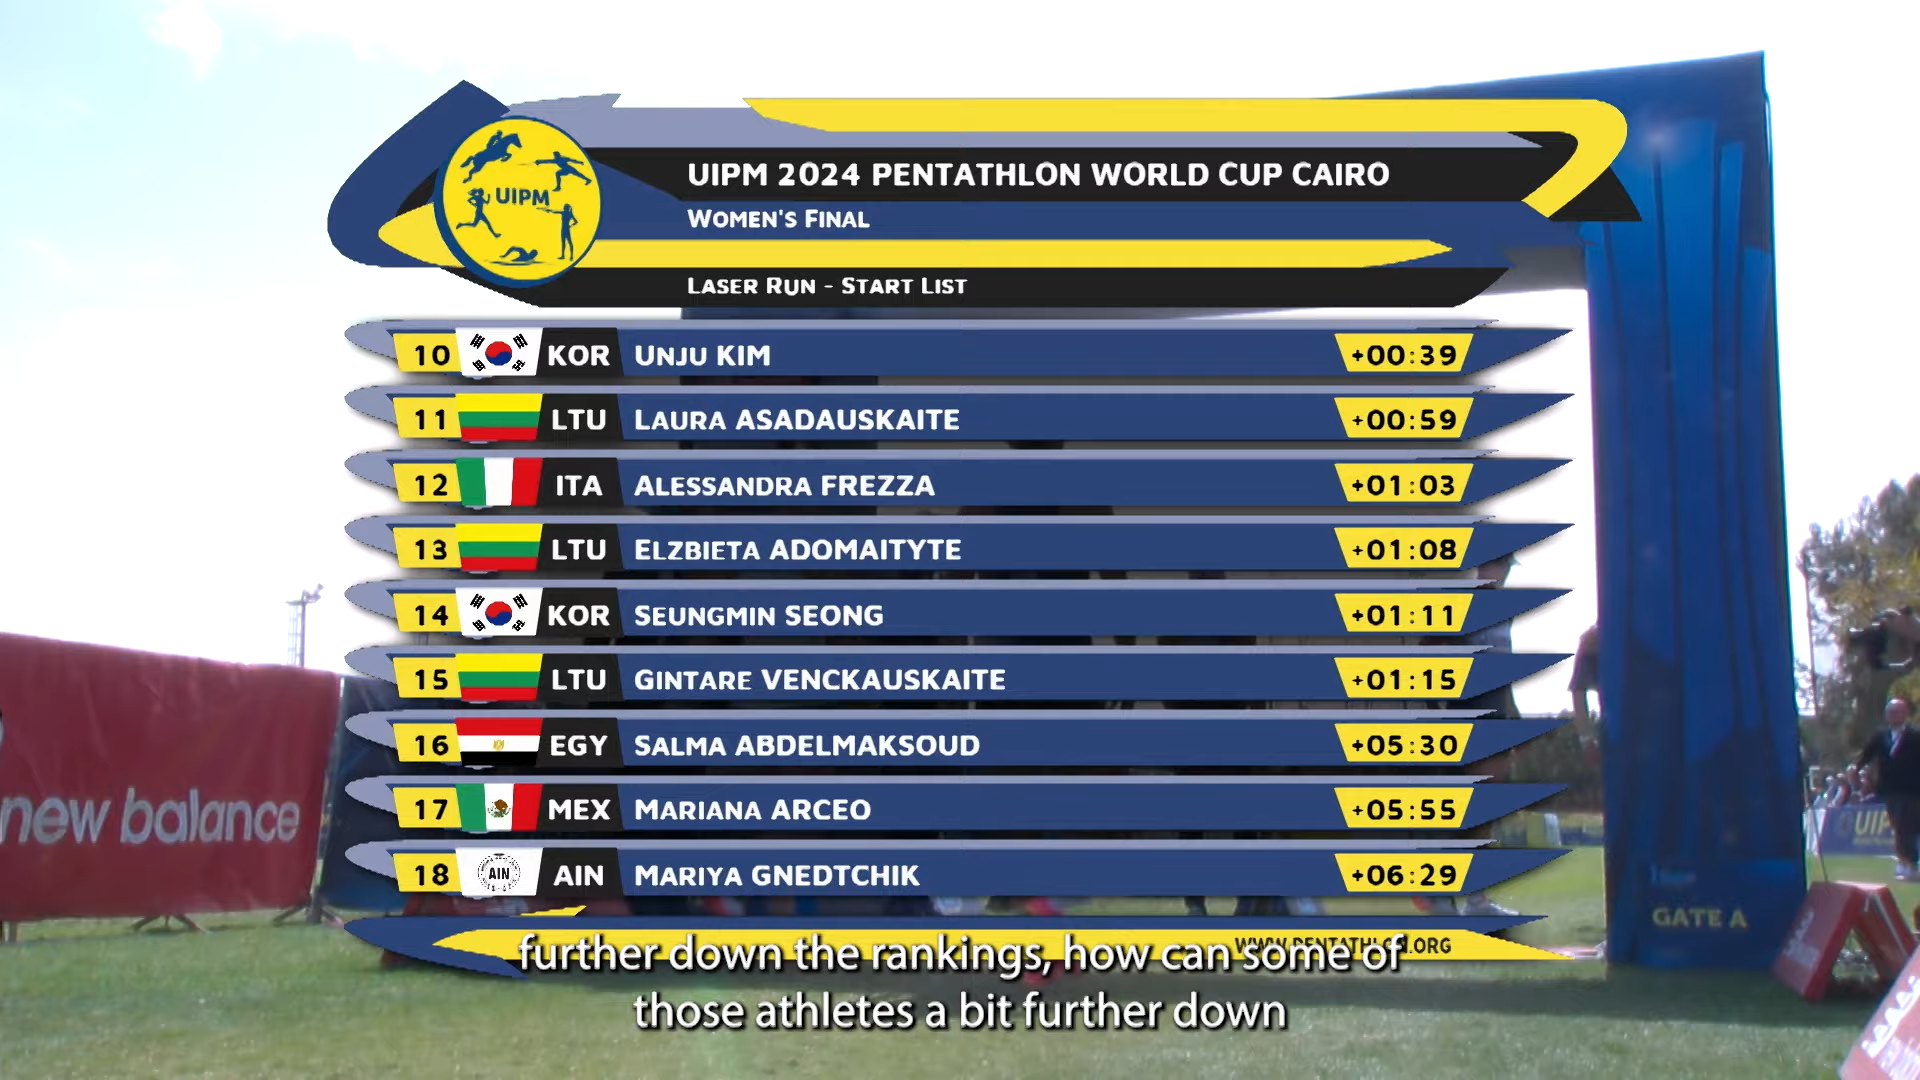 UIPM
UIPM 2024 PENTATHLON WORLD CUP CAIRO
WOMEN'S FINAL
LASER RUN - START LIST
10 KOR UNJU KIM +00:39
11 LTU LAURA ASADAUSKAITE +00:59
12 ITA ALESSANDRA FREZZA +01:03
13 LTU ELZBIETA ADOMAITYTE +01:08
14 KOR SEUNGMIN SEONG +01:11
15 LTU GINTARE VENCKAUSKAITE +01:15
16 EGY SALMA ABDELMAKSOUD +05:30
17 MEX MARIANA ARCEO +05:55
18 AIN AIN MARIYA GNEDTCHIK +06:29
WWW.PENTATHLON.ORG
further down the rankings, how can some of
those athletes a bit further down
new balance
GATE A
UIPM